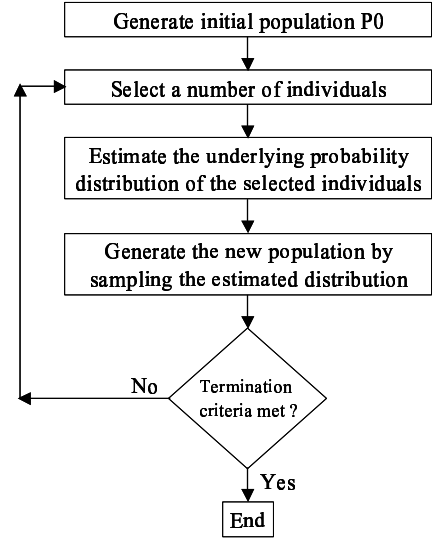 Generate initial population P0
Select a number of individuals
Estimate the underlying probability
distribution of the selected individuals
Generate the new population by
sampling the estimated distribution
No
Termination
criteria met ?
Yes
End